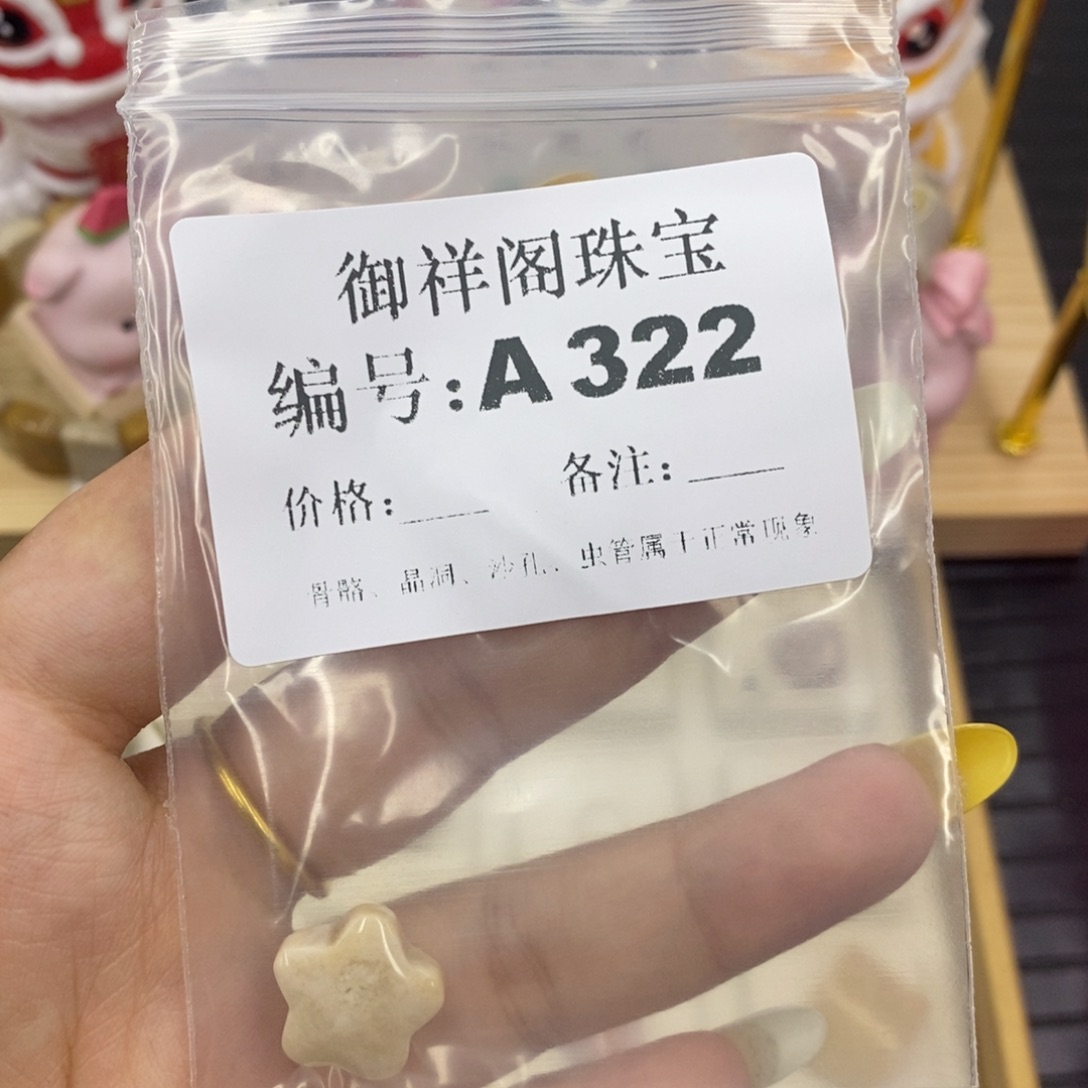 御祥阁珠宝
编号:A322
价格:____ 备注:____
骨骼、晶洞、沙孔、虫管属于正常现象